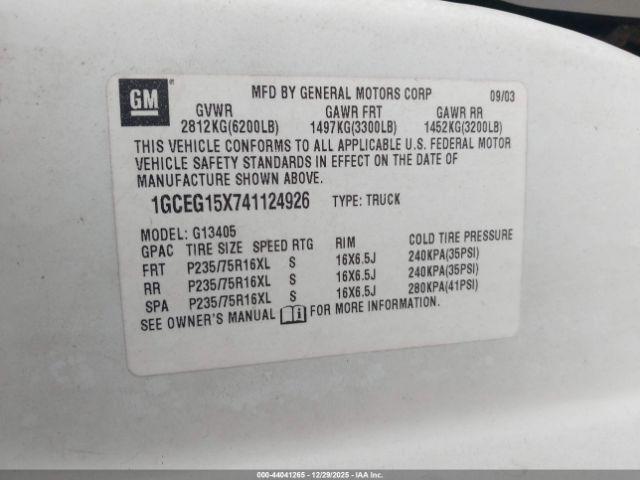 GM
MFD BY GENERAL MOTORS CORP 09/03
GVWR GAWR FRT GAWR RR
2812KG(6200LB) 1497KG(3300LB) 1452KG(3200LB)
THIS VEHICLE CONFORMS TO ALL APPLICABLE U.S. FEDERAL MOTOR
VEHICLE SAFETY STANDARDS IN EFFECT ON THE DATE OF
MANUFACTURE SHOWN ABOVE.
1GCEG15X741124926 TYPE: TRUCK
MODEL: G13405
GPAC TIRE SIZE SPEED RTG RIM COLD TIRE PRESSURE
FRT P235/75R16XL S 16X6.5J 240KPA(35PSI)
RR P235/75R16XL S 16X6.5J 240KPA(35PSI)
SPA P235/75R16XL S 16X6.5J 280KPA(41PSI)
SEE OWNER'S MANUAL FOR MORE INFORMATION.
000-44041265 - 12/29/2025 - IAA, Inc.